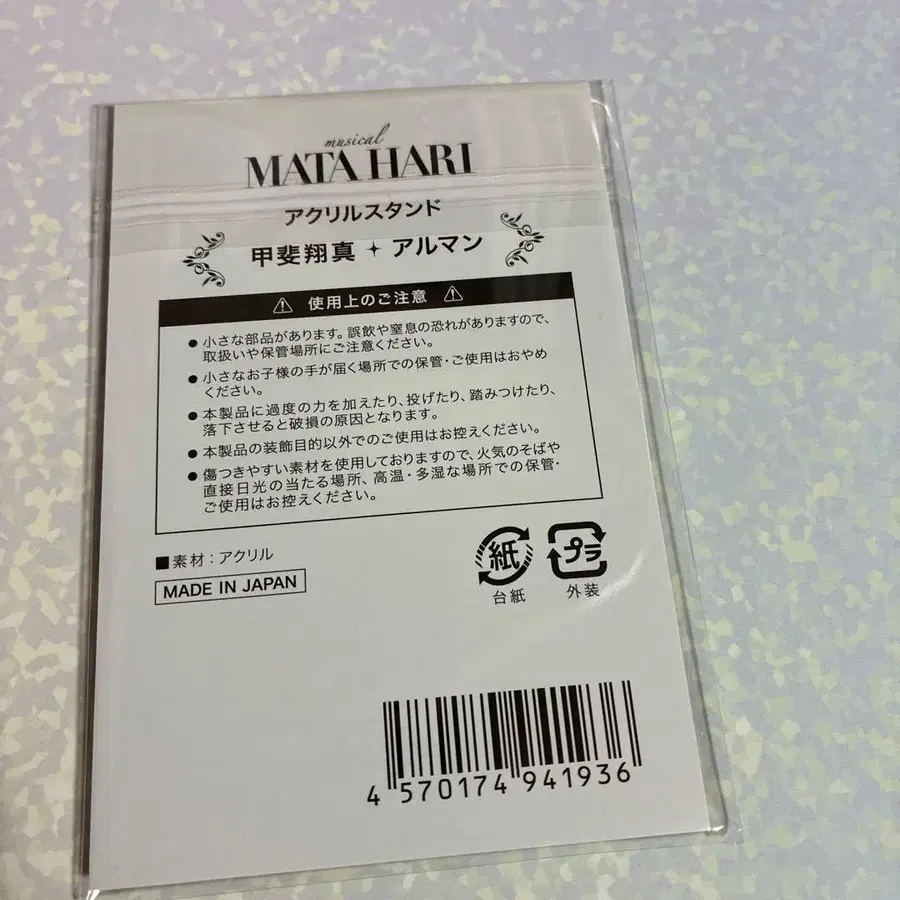 musical
MATA HARI
アクリルスタンド
甲斐翔真 ✦ アルマン
⚠ 使用上のご注意 ⚠
● 小さな部品があります。誤飲や窒息の恐れがありますので、
取扱いや保管場所にご注意ください。
● 小さなお子様の手が届く場所での保管・ご使用はおやめ
ください。
● 本製品に過度の力を加えたり、投げたり、踏みつけたり、
落下させると破損の原因となります。
● 本製品の装飾目的以外でのご使用はお控えください。
● 傷つきやすい素材を使用しておりますので、火気のそばや
直接日光の当たる場所、高温・多湿な場所での保管・
ご使用はお控えください。
■素材：アクリル
MADE IN JAPAN
紙 プラ
台紙 外装
4 570174 941936